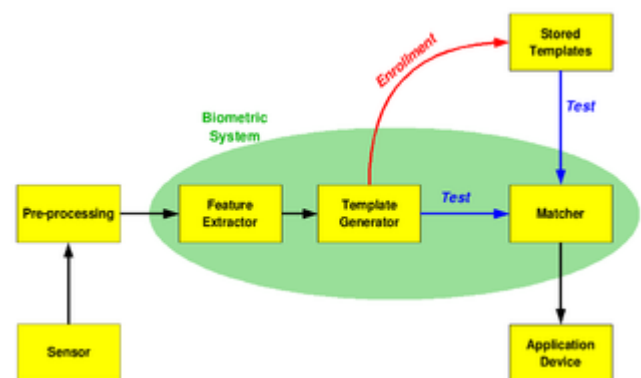 Stored
Templates
Enrollment
Test
Biometric
System
Pre-processing
Feature
Extractor
Template
Generator
Test
Matcher
Sensor
Application
Device